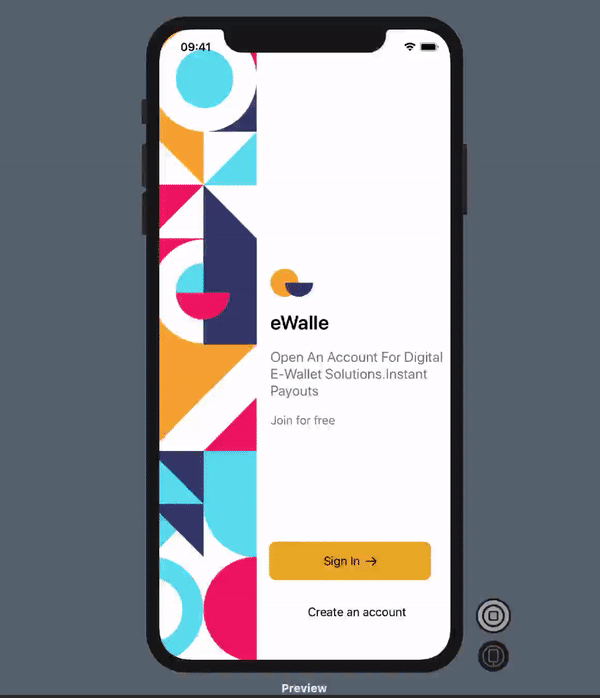 09:41
eWalle
Open An Account For Digital
E-Wallet Solutions.Instant
Payouts
Join for free
Sign In →
Create an account
Preview